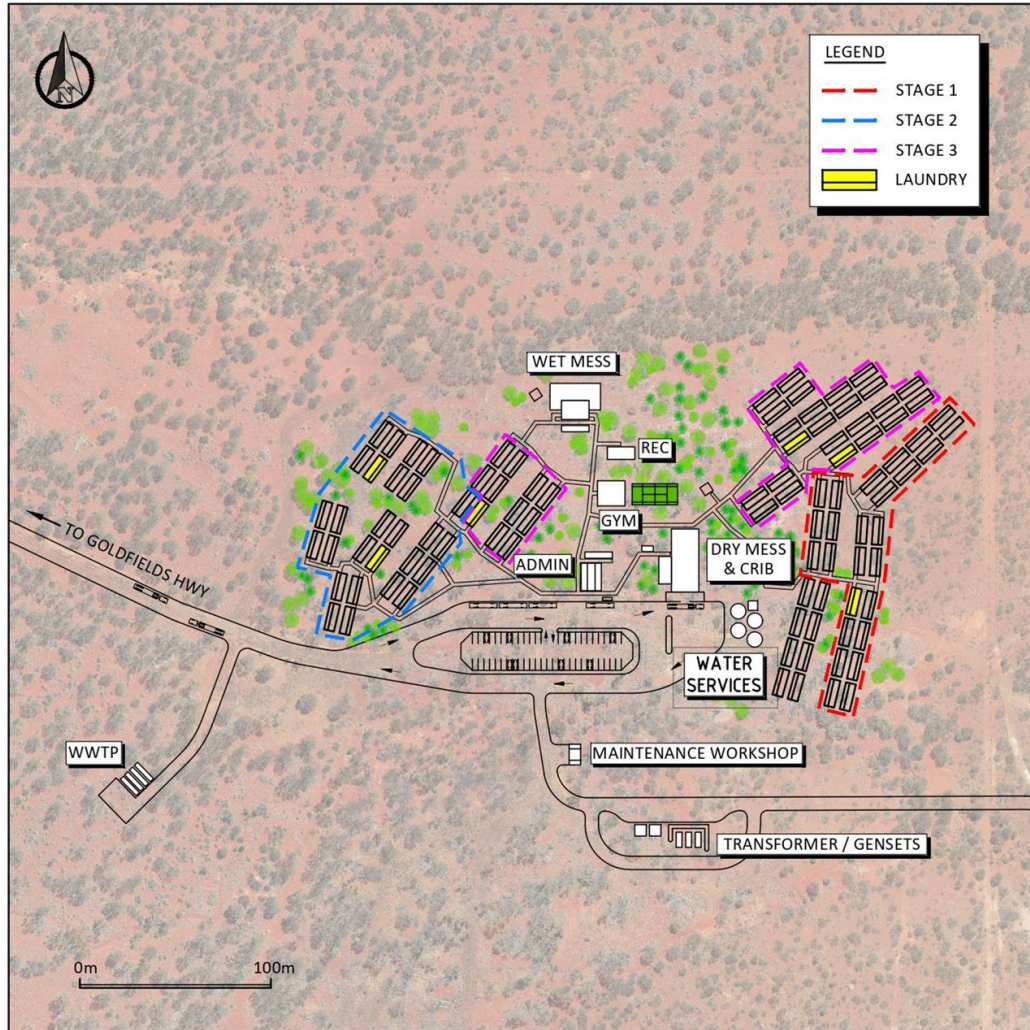 N
LEGEND
STAGE 1
STAGE 2
STAGE 3
LAUNDRY
WET MESS
REC
GYM
ADMIN
DRY MESS
& CRIB
TO GOLDFIELDS HWY
WATER
SERVICES
WWTP
MAINTENANCE WORKSHOP
TRANSFORMER / GENSETS
0m
100m